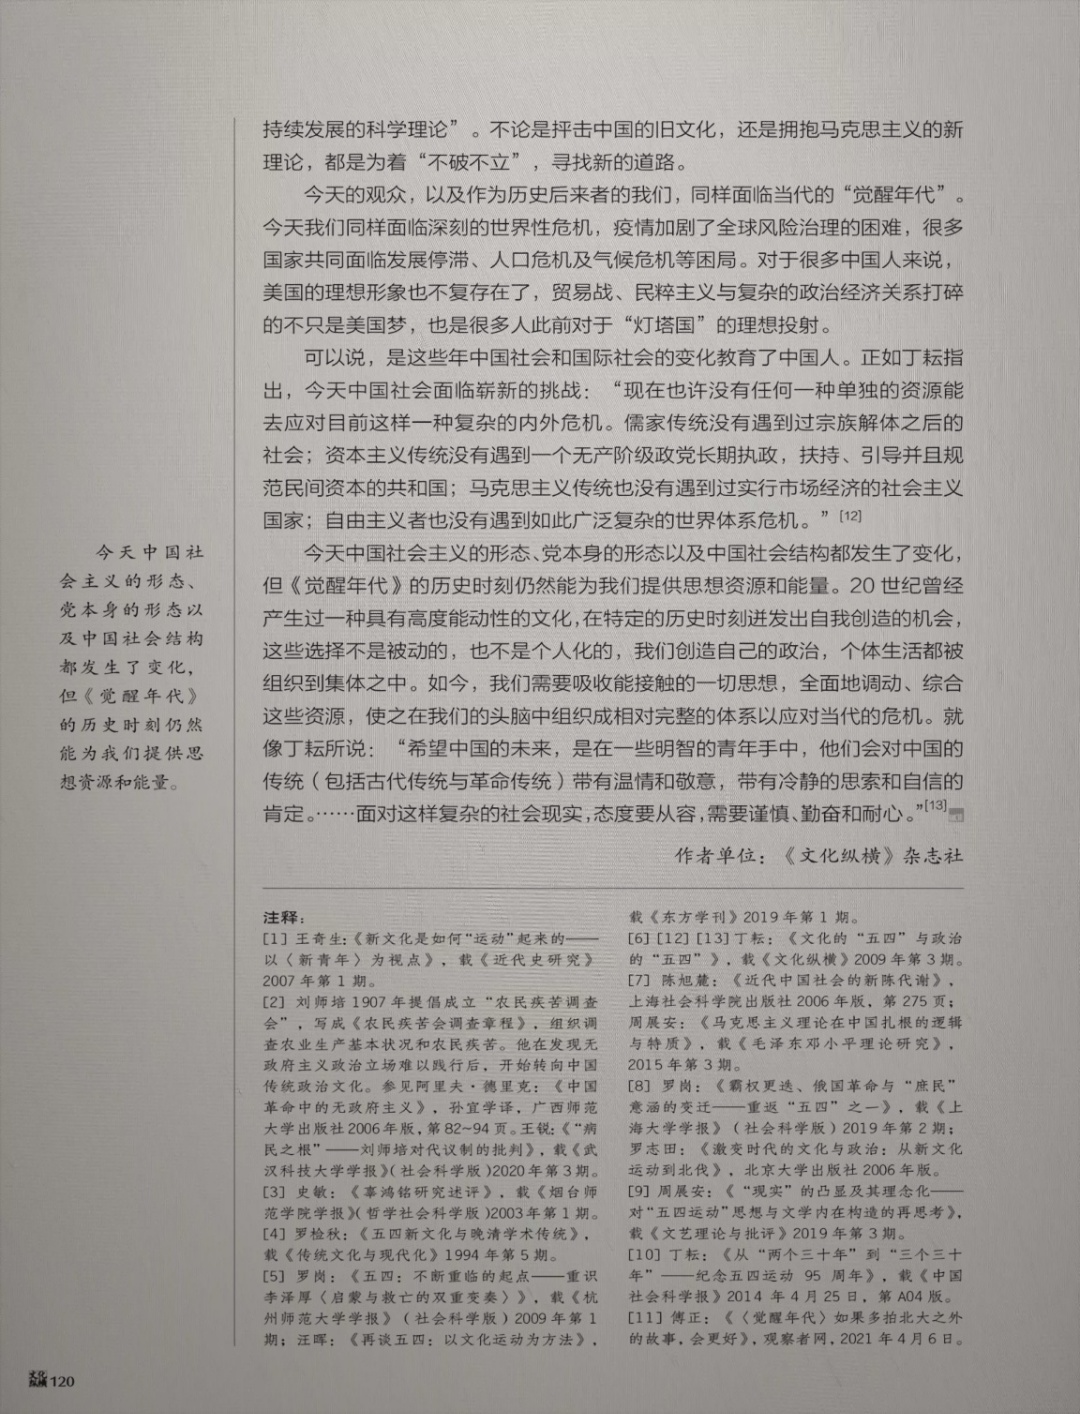 持续发展的科学理论”。不论是抨击中国的旧文化，还是拥抱马克思主义的新
理论，都是为着“不破不立”，寻找新的道路。
今天的观众，以及作为历史后来者的我们，同样面临当代的“觉醒年代”。
今天我们同样面临深刻的世界性危机，疫情加剧了全球风险治理的困难，很多
国家共同面临发展停滞、人口危机及气候危机等困局。对于很多中国人来说，
美国的理想形象也不复存在了，贸易战、民粹主义与复杂的政治经济关系打碎
的不只是美国梦，也是很多人此前对于“灯塔国”的理想投射。
可以说，是这些年中国社会和国际社会的变化教育了中国人。正如丁耘指
出，今天中国社会面临崭新的挑战：“现在也许没有任何一种单独的资源能
去应对目前这样一种复杂的内外危机。儒家传统没有遇到过宗族解体之后的
社会；资本主义传统没有遇到一个无产阶级政党长期执政，扶持、引导并且规
范民间资本的共和国；马克思主义传统也没有遇到过实行市场经济的社会主义
国家；自由主义者也没有遇到如此广泛复杂的世界体系危机。”[12]
今天中国社会主义的形态、党本身的形态以及中国社会结构都发生了变化，
但《觉醒年代》的历史时刻仍然能为我们提供思想资源和能量。20 世纪曾经
产生过一种具有高度能动性的文化，在特定的历史时刻迸发出自我创造的机会，
这些选择不是被动的，也不是个人化的，我们创造自己的政治，个体生活都被
组织到集体之中。如今，我们需要吸收能接触的一切思想，全面地调动、综合
这些资源，使之在我们的头脑中组织成相对完整的体系以应对当代的危机。就
像丁耘所说：“希望中国的未来，是在一些明智的青年手中，他们会对中国的
传统（包括古代传统与革命传统）带有温情和敬意，带有冷静的思索和自信的
肯定。……面对这样复杂的社会现实，态度要从容，需要谨慎、勤奋和耐心。”[13]
作者单位：《文化纵横》杂志社
今天中国社
会主义的形态、
党本身的形态以
及中国社会结构
都发生了变化，
但《觉醒年代》
的历史时刻仍然
能为我们提供思
想资源和能量。
注释：
[1] 王奇生：《新文化是如何“运动”起来的——
以〈新青年〉为视点》，载《近代史研究》
2007 年第 1 期。
[2] 刘师培 1907 年提倡成立“农民疾苦调查
会”，写成《农民疾苦会调查章程》，组织调
查农业生产基本状况和农民疾苦。他在发现无
政府主义政治立场难以践行后，开始转向中国
传统政治文化。参见阿里夫·德里克：《中国
革命中的无政府主义》，孙宜学译，广西师范
大学出版社2006年版，第82~94页。王锐：《“病
民之根”——刘师培对代议制的批判》，载《武
汉科技大学学报》（社会科学版）2020年第3期。
[3] 史敏：《辜鸿铭研究述评》，载《烟台师
范学院学报》（哲学社会科学版）2003年第1期。
[4] 罗检秋：《五四新文化与晚清学术传统》，
载《传统文化与现代化》1994 年第 5 期。
[5] 罗岗：《五四：不断重临的起点——重识
李泽厚〈启蒙与救亡的双重变奏〉》，载《杭
州师范大学学报》（社会科学版）2009 年第 1
期；汪晖：《再谈五四：以文化运动为方法》，
载《东方学刊》2019 年第 1 期。
[6] [12] [13] 丁耘：《文化的“五四”与政治
的“五四”》，载《文化纵横》2009 年第 3 期。
[7] 陈旭麓：《近代中国社会的新陈代谢》，
上海社会科学院出版社 2006 年版，第 275 页；
周展安：《马克思主义理论在中国扎根的逻辑
与特质》，载《毛泽东邓小平理论研究》，
2015 年第 3 期。
[8] 罗岗：《霸权更迭、俄国革命与“庶民”
意涵的变迁——重返“五四”之一》，载《上
海大学学报》（社会科学版）2019 年第 2 期；
罗志田：《激变时代的文化与政治：从新文化
运动到北伐》，北京大学出版社 2006 年版。
[9] 周展安：《“现实”的凸显及其理念化——
对“五四运动”思想与文学内在构造的再思考》，
载《文艺理论与批评》2019 年第 3 期。
[10] 丁耘：《从“两个三十年”到“三个三十
年”——纪念五四运动 95 周年》，载《中国
社会科学报》2014 年 4 月 25 日，第 A04 版。
[11] 傅正：《〈觉醒年代〉如果多拍北大之外
的故事，会更好》，观察者网，2021 年 4 月 6 日。
文化
纵横 120